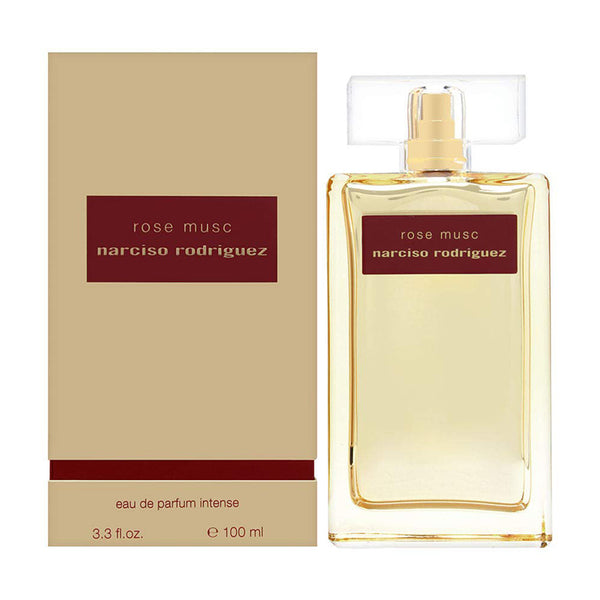 rose musc
narciso rodriguez
eau de parfum intense
3.3 fl.oz. ℮ 100 ml
rose musc
narciso rodriguez